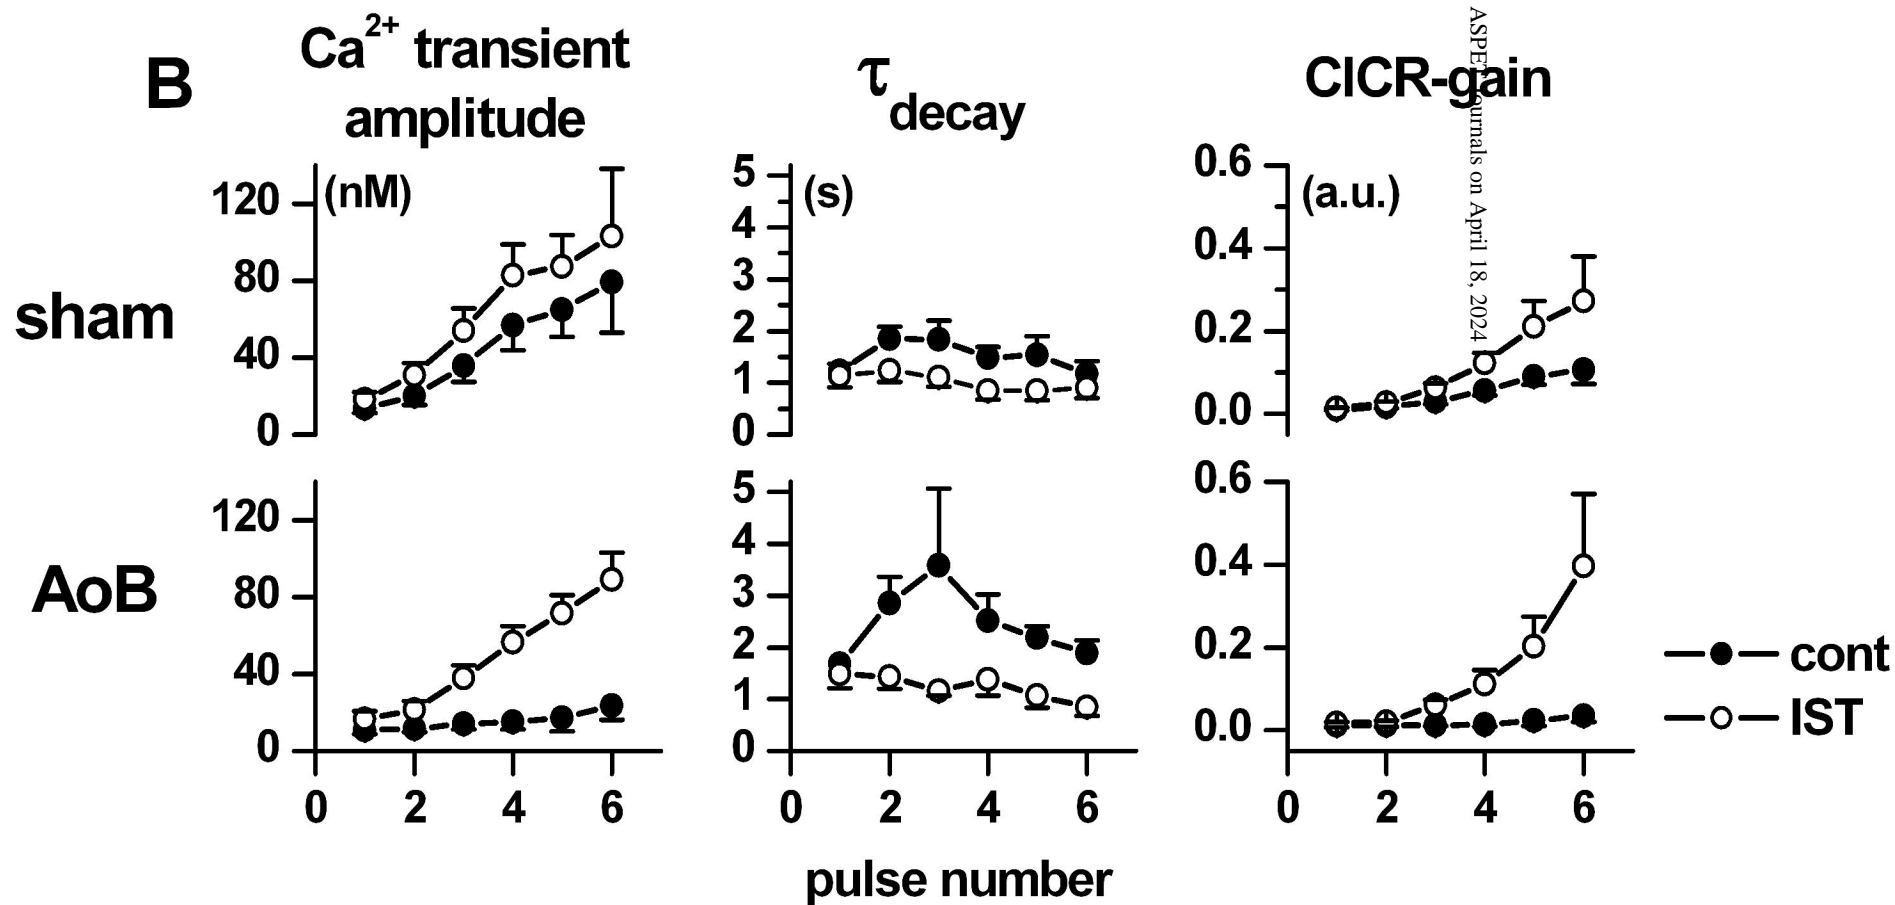 B
Ca2+ transient
amplitude
τdecay
CICR-gain
ASPET Journals on April 18, 2024
sham
(nM)
120
80
40
0
(s)
5
4
3
2
1
0
(a.u.)
0.6
0.4
0.2
0.0
AoB
120
80
40
0
0 2 4 6
5
4
3
2
1
0
0 2 4 6
0.6
0.4
0.2
0.0
0 2 4 6
cont
IST
pulse number